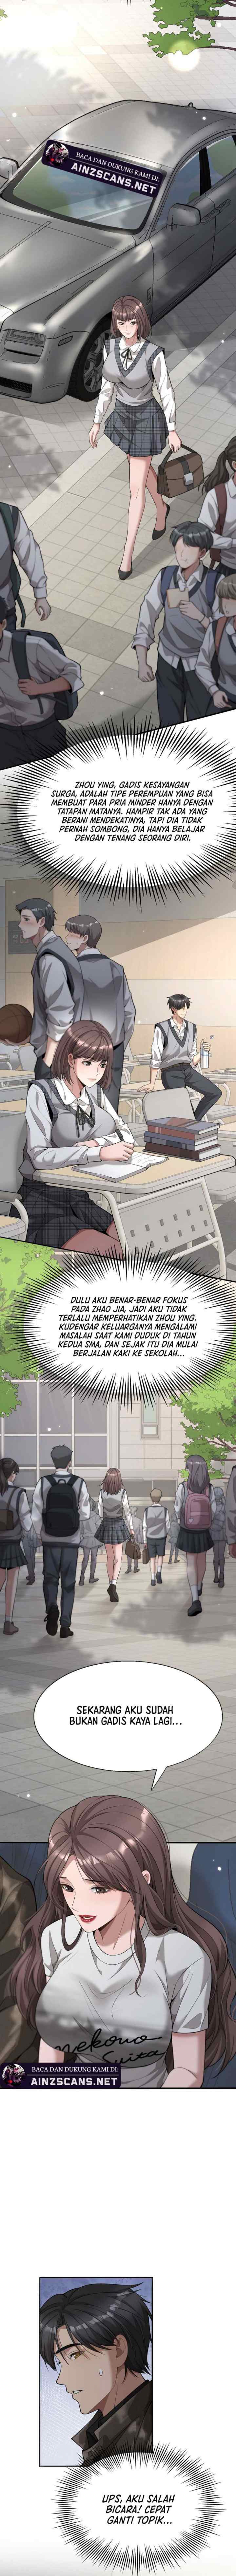 BACA DAN DUKUNG KAMI DI:
AINZSCANS.NET
ZHOU YING, GADIS KESAYANGAN
SURGA, ADALAH TIPE PEREMPUAN YANG BISA
MEMBUAT PARA PRIA MINDER HANYA DENGAN
TATAPAN MATANYA. HAMPIR TAK ADA YANG
BERANI MENDEKATINYA, TAPI DIA TIDAK
PERNAH SOMBONG, DIA HANYA BELAJAR
DENGAN TENANG SEORANG DIRI.
DULU AKU BENAR-BENAR FOKUS
PADA ZHAO JIA, JADI AKU TIDAK
TERLALU MEMPERHATIKAN ZHOU YING.
KUDENGAR KELUARGANYA MENGALAMI
MASALAH SAAT KAMI DUDUK DI TAHUN
KEDUA SMA, DAN SEJAK ITU DIA MULAI
BERJALAN KAKI KE SEKOLAH...
SEKARANG AKU SUDAH
BUKAN GADIS KAYA LAGI...
BACA DAN DUKUNG KAMI DI:
AINZSCANS.NET
UPS, AKU SALAH
BICARA! CEPAT
GANTI TOPIK...